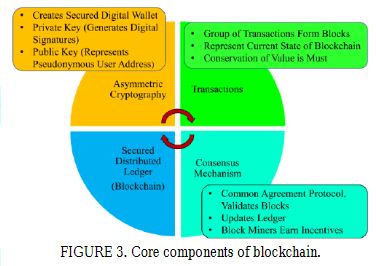 • Creates Secured Digital Wallet
• Private Key (Generates Digital
Signatures)
• Public Key (Represents
Pseudonymous User Address)
• Group of Transactions Form Blocks
• Represent Current State of Blockchain
• Conservation of Value is Must
Asymmetric
Cryptography
Transactions
Secured
Distributed
Ledger
(Blockchain)
Consensus
Mechanism
• Common Agreement Protocol,
Validates Blocks
• Updates Ledger
• Block Miners Earn Incentives
FIGURE 3. Core components of blockchain.